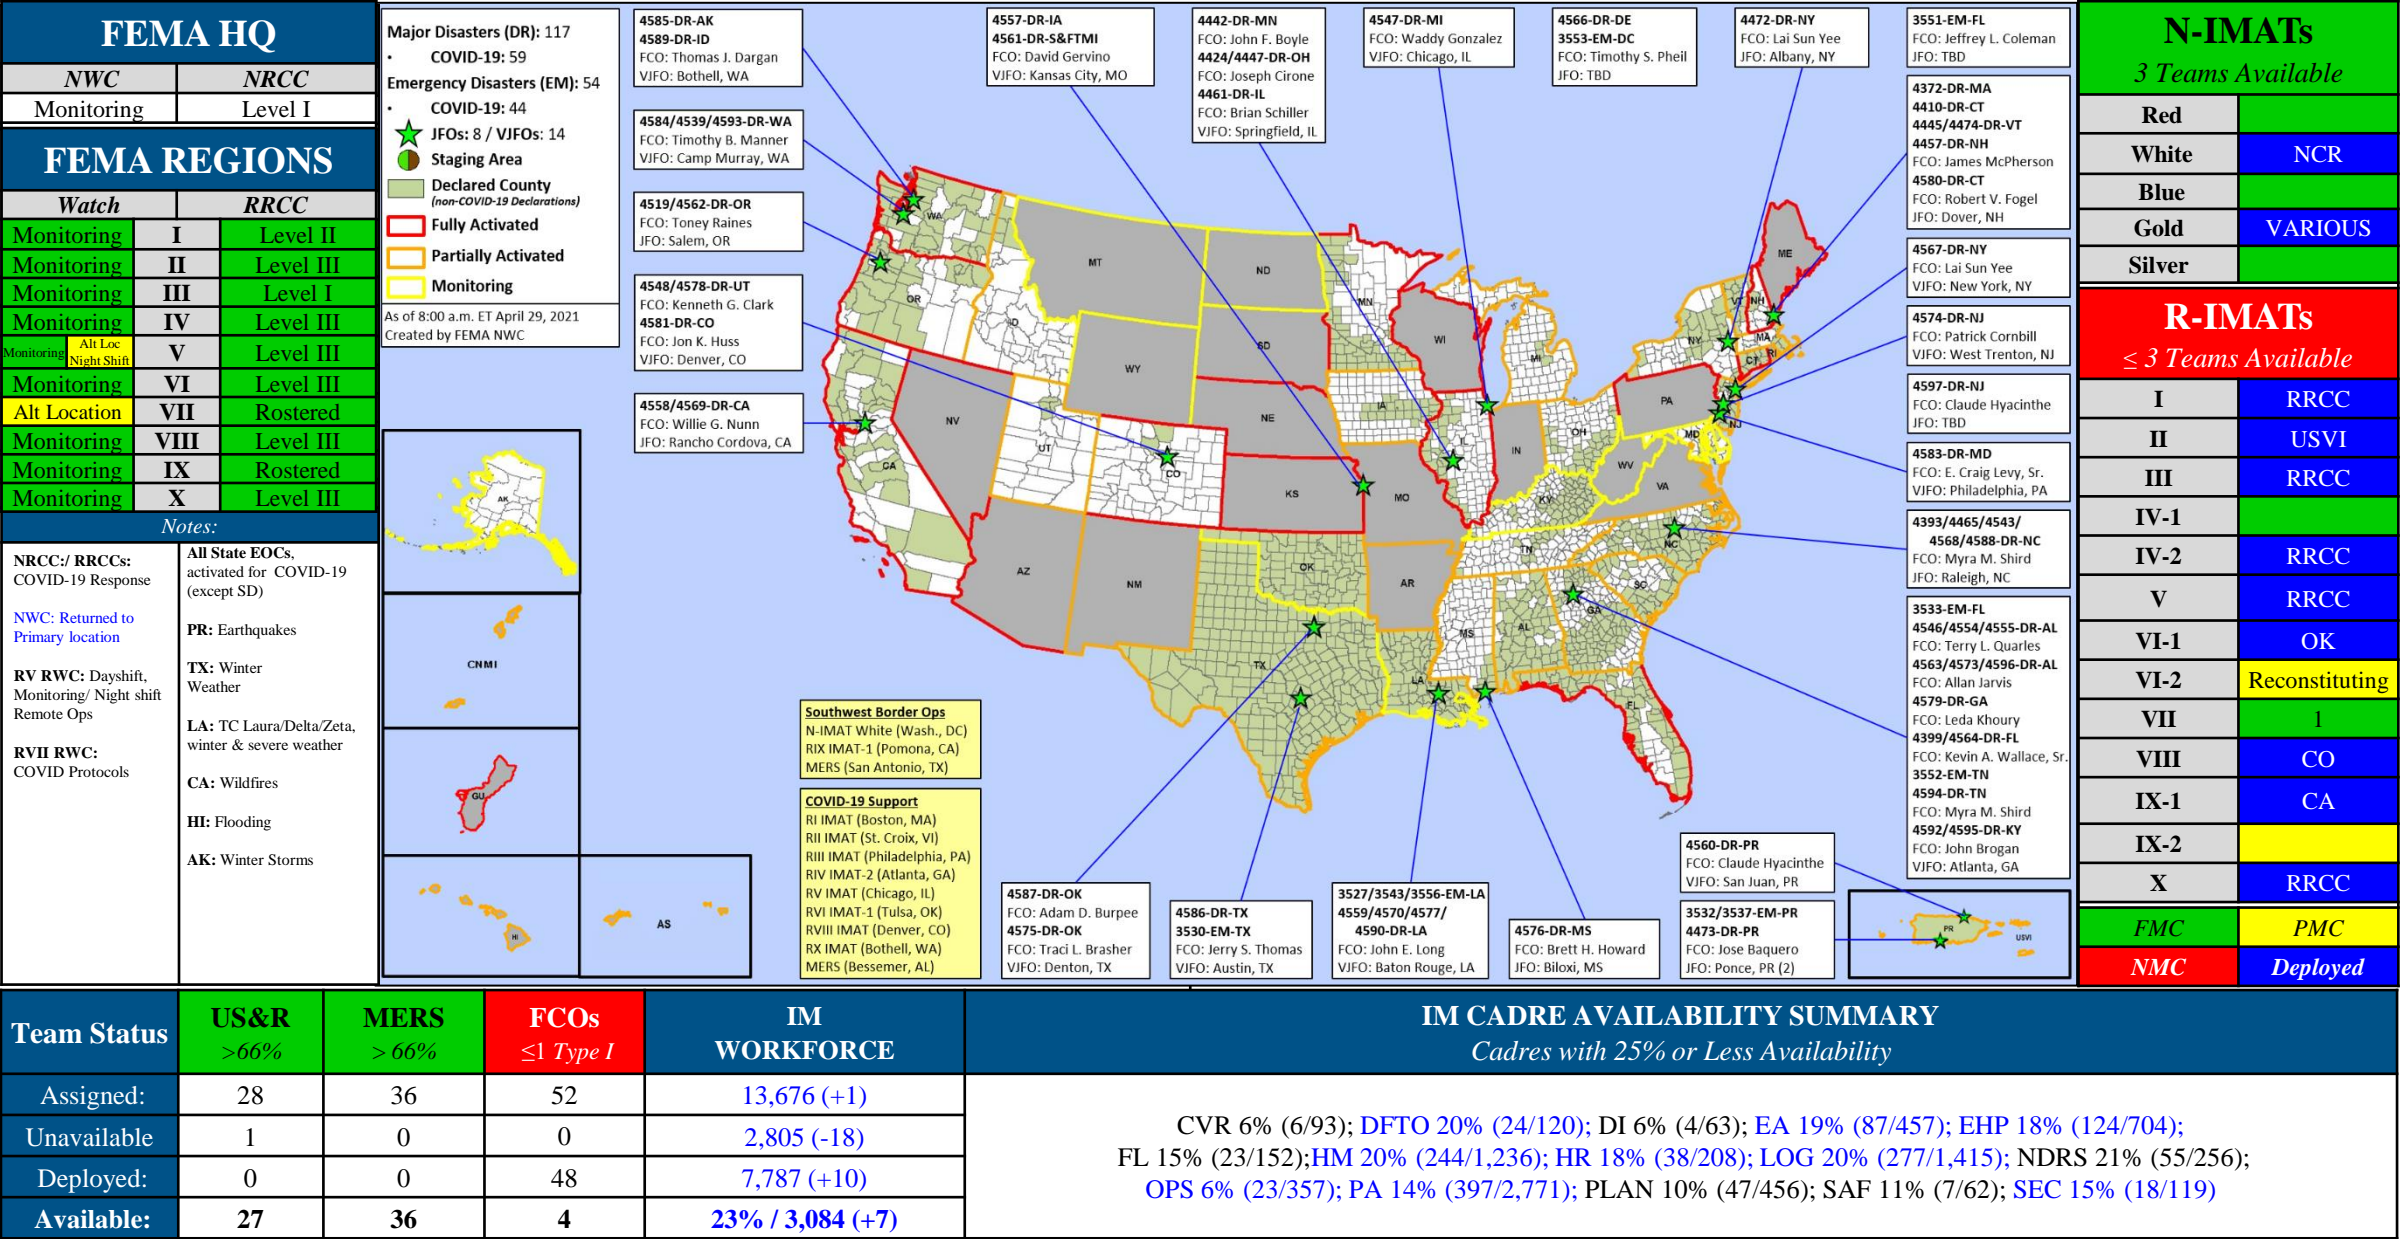 FEMA HQ
NWC NRCC
Monitoring Level I
FEMA REGIONS
Watch RRCC
Monitoring I Level II
Monitoring II Level III
Monitoring III Level I
Monitoring IV Level III
Monitoring Alt Loc Night Shift V Level III
Monitoring VI Level III
Alt Location VII Rostered
Monitoring VIII Level III
Monitoring IX Rostered
Monitoring X Level III
Notes:
NRCC:/ RRCCs:
COVID-19 Response
NWC: Returned to
Primary location
RV RWC: Dayshift,
Monitoring/ Night shift
Remote Ops
RVII RWC:
COVID Protocols
All State EOCs,
activated for COVID-19
(except SD)
PR: Earthquakes
TX: Winter
Weather
LA: TC Laura/Delta/Zeta,
winter & severe weather
CA: Wildfires
HI: Flooding
AK: Winter Storms
Major Disasters (DR): 117
• COVID-19: 59
Emergency Disasters (EM): 54
• COVID-19: 44
JFOs: 8 / VJFOs: 14
Staging Area
Declared County
(non-COVID-19 Declarations)
Fully Activated
Partially Activated
Monitoring
As of 8:00 a.m. ET April 29, 2021
Created by FEMA NWC
4585-DR-AK
4589-DR-ID
FCO: Thomas J. Dargan
VJFO: Bothell, WA
4584/4539/4593-DR-WA
FCO: Timothy B. Manner
VJFO: Camp Murray, WA
4519/4562-DR-OR
FCO: Toney Raines
JFO: Salem, OR
4548/4578-DR-UT
FCO: Kenneth G. Clark
4581-DR-CO
FCO: Jon K. Huss
VJFO: Denver, CO
4558/4569-DR-CA
FCO: Willie G. Nunn
JFO: Rancho Cordova, CA
4557-DR-IA
4561-DR-S&FTMI
FCO: David Gervino
VJFO: Kansas City, MO
4442-DR-MN
FCO: John F. Boyle
4424/4447-DR-OH
FCO: Joseph Cirone
4461-DR-IL
FCO: Brian Schiller
VJFO: Springfield, IL
4547-DR-MI
FCO: Waddy Gonzalez
VJFO: Chicago, IL
4566-DR-DE
3553-EM-DC
FCO: Timothy S. Pheil
JFO: TBD
4472-DR-NY
FCO: Lai Sun Yee
JFO: Albany, NY
3551-EM-FL
FCO: Jeffrey L. Coleman
JFO: TBD
4372-DR-MA
4410-DR-CT
4445/4474-DR-VT
4457-DR-NH
FCO: James McPherson
4580-DR-CT
FCO: Robert V. Fogel
JFO: Dover, NH
4567-DR-NY
FCO: Lai Sun Yee
VJFO: New York, NY
4574-DR-NJ
FCO: Patrick Cornbill
VJFO: West Trenton, NJ
4597-DR-NJ
FCO: Claude Hyacinthe
JFO: TBD
4583-DR-MD
FCO: E. Craig Levy, Sr.
VJFO: Philadelphia, PA
4393/4465/4543/
4568/4588-DR-NC
FCO: Myra M. Shird
JFO: Raleigh, NC
3533-EM-FL
4546/4554/4555-DR-AL
FCO: Terry L. Quarles
4563/4573/4596-DR-AL
FCO: Allan Jarvis
4579-DR-GA
FCO: Leda Khoury
4399/4564-DR-FL
FCO: Kevin A. Wallace, Sr.
3552-EM-TN
4594-DR-TN
FCO: Myra M. Shird
4592/4595-DR-KY
FCO: John Brogan
VJFO: Atlanta, GA
4560-DR-PR
FCO: Claude Hyacinthe
VJFO: San Juan, PR
3532/3537-EM-PR
4473-DR-PR
FCO: Jose Baquero
JFO: Ponce, PR (2)
4576-DR-MS
FCO: Brett H. Howard
JFO: Biloxi, MS
3527/3543/3556-EM-LA
4559/4570/4577/
4590-DR-LA
FCO: John E. Long
VJFO: Baton Rouge, LA
4586-DR-TX
3530-EM-TX
FCO: Jerry S. Thomas
VJFO: Austin, TX
4587-DR-OK
FCO: Adam D. Burpee
4575-DR-OK
FCO: Traci L. Brasher
VJFO: Denton, TX
Southwest Border Ops
N-IMAT White (Wash., DC)
RIX IMAT-1 (Pomona, CA)
MERS (San Antonio, TX)
COVID-19 Support
RI IMAT (Boston, MA)
RII IMAT (St. Croix, VI)
RIII IMAT (Philadelphia, PA)
RIV IMAT-2 (Atlanta, GA)
RV IMAT (Chicago, IL)
RVI IMAT-1 (Tulsa, OK)
RVIII IMAT (Denver, CO)
RX IMAT (Bothell, WA)
MERS (Bessemer, AL)
WA
MT
ND
MN
ME
OR
ID
SD
WI
MI
VT
NH
NY
MA
CT
RI
WY
NE
IA
PA
NJ
NV
UT
CO
IL
IN
OH
MD
WV
VA
CA
KS
MO
KY
AZ
NM
OK
AR
TN
NC
SC
TX
LA
MS
AL
GA
FL
AK
CNMI
GU
HI
AS
PR
USVI
N-IMATs
3 Teams Available
Red
White NCR
Blue
Gold VARIOUS
Silver
R-IMATs
≤ 3 Teams Available
I RRCC
II USVI
III RRCC
IV-1
IV-2 RRCC
V RRCC
VI-1 OK
VI-2 Reconstituting
VII 1
VIII CO
IX-1 CA
IX-2
X RRCC
FMC PMC
NMC Deployed
Team Status US&R >66% MERS > 66% FCOs ≤1 Type I IM WORKFORCE
Assigned: 28 36 52 13,676 (+1)
Unavailable 1 0 0 2,805 (-18)
Deployed: 0 0 48 7,787 (+10)
Available: 27 36 4 23% / 3,084 (+7)
IM CADRE AVAILABILITY SUMMARY
Cadres with 25% or Less Availability
CVR 6% (6/93); DFTO 20% (24/120); DI 6% (4/63); EA 19% (87/457); EHP 18% (124/704);
FL 15% (23/152);HM 20% (244/1,236); HR 18% (38/208); LOG 20% (277/1,415); NDRS 21% (55/256);
OPS 6% (23/357); PA 14% (397/2,771); PLAN 10% (47/456); SAF 11% (7/62); SEC 15% (18/119)